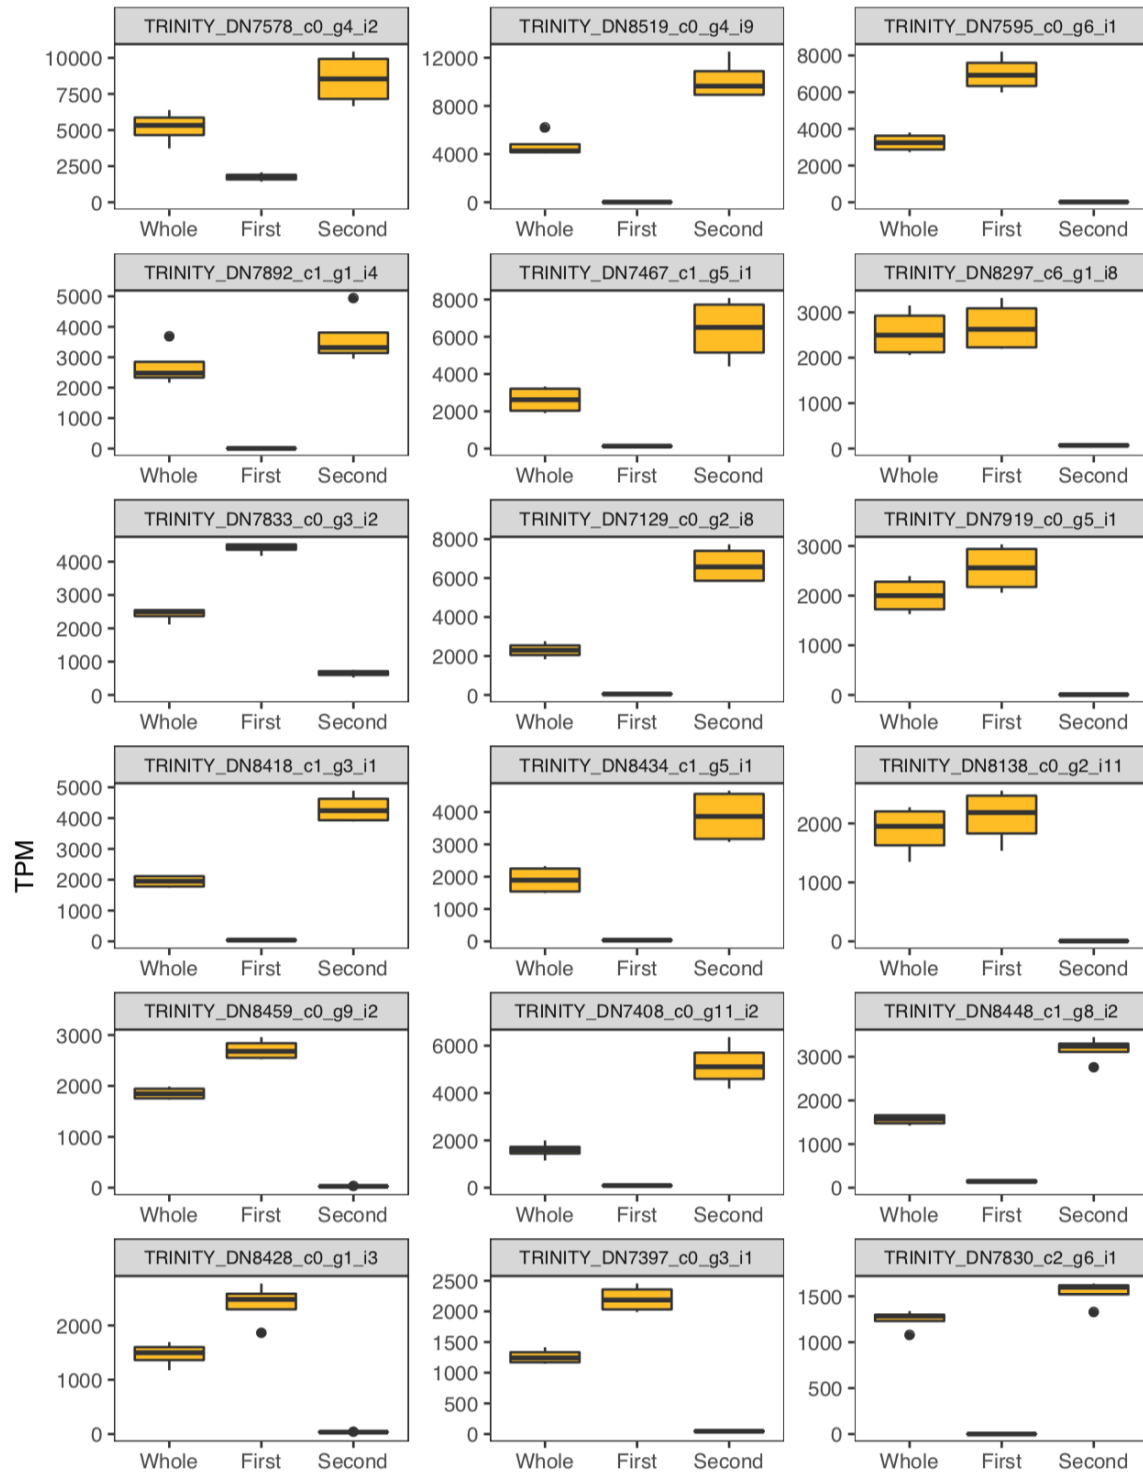 TRINITY_DN7578_c0_g4_i2 TRINITY_DN8519_c0_g4_i9 TRINITY_DN7595_c0_g6_i1
10000 12000 8000
7500 8000 6000
5000 4000 4000
2500 0 2000
0 0
Whole First Second Whole First Second Whole First Second
TRINITY_DN7892_c1_g1_i4 TRINITY_DN7467_c1_g5_i1 TRINITY_DN8297_c6_g1_i8
5000 8000 3000
4000 6000 2000
3000 4000 1000
2000 2000 0
1000 0
0
Whole First Second Whole First Second Whole First Second
TRINITY_DN7833_c0_g3_i2 TRINITY_DN7129_c0_g2_i8 TRINITY_DN7919_c0_g5_i1
4000 8000 3000
3000 6000 2000
2000 4000 1000
1000 2000 0
0 0
Whole First Second Whole First Second Whole First Second
TRINITY_DN8418_c1_g3_i1 TRINITY_DN8434_c1_g5_i1 TRINITY_DN8138_c0_g2_i11
5000 4000 2000
4000 3000 1000
3000 2000 0
2000 1000
1000 0
0
Whole First Second Whole First Second Whole First Second
TPM
TRINITY_DN8459_c0_g9_i2 TRINITY_DN7408_c0_g11_i2 TRINITY_DN8448_c1_g8_i2
3000 6000 3000
2000 4000 2000
1000 2000 1000
0 0 0
Whole First Second Whole First Second Whole First Second
TRINITY_DN8428_c0_g1_i3 TRINITY_DN7397_c0_g3_i1 TRINITY_DN7830_c2_g6_i1
2000 2500 1500
1000 2000 1000
0 1500 500
1000 0
500
0
Whole First Second Whole First Second Whole First Second